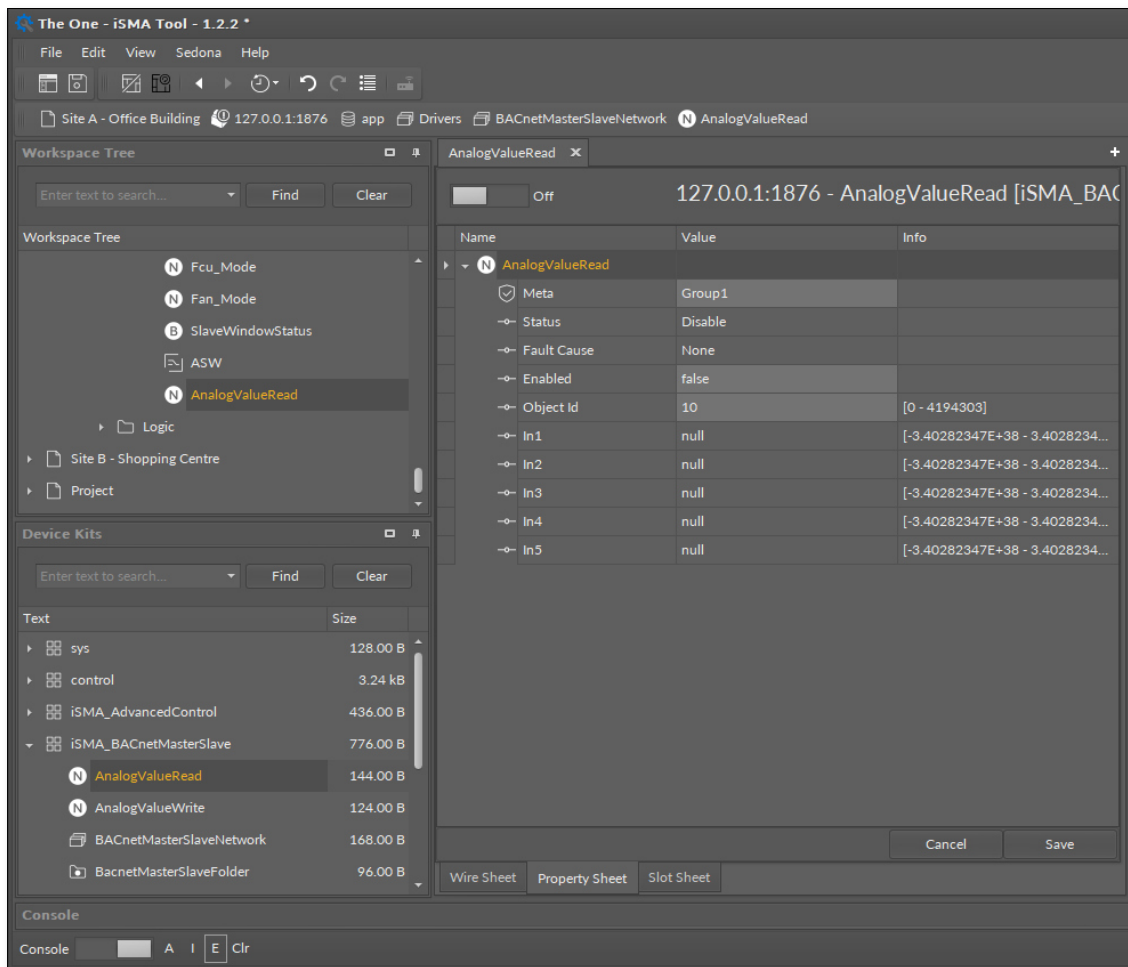 The One - iSMA Tool - 1.2.2 *
File Edit View Sedona Help
Site A - Office Building 127.0.0.1:1876 app Drivers BACnetMasterSlaveNetwork N AnalogValueRead
Workspace Tree
Enter text to search... Find Clear
Workspace Tree
N Fcu_Mode
N Fan_Mode
B SlaveWindowStatus
ASW
N AnalogValueRead
Logic
Site B - Shopping Centre
Project
Device Kits
Enter text to search... Find Clear
Text Size
sys 128.00 B
control 3.24 kB
iSMA_AdvancedControl 436.00 B
iSMA_BACnetMasterSlave 776.00 B
N AnalogValueRead 144.00 B
N AnalogValueWrite 124.00 B
BACnetMasterSlaveNetwork 168.00 B
BacnetMasterSlaveFolder 96.00 B
AnalogValueRead X +
Off 127.0.0.1:1876 - AnalogValueRead [iSMA_BAC
Name Value Info
N AnalogValueRead
Meta Group1
Status Disable
Fault Cause None
Enabled false
Object Id 10 [0 - 4194303]
In1 null [-3.40282347E+38 - 3.4028234...
In2 null [-3.40282347E+38 - 3.4028234...
In3 null [-3.40282347E+38 - 3.4028234...
In4 null [-3.40282347E+38 - 3.4028234...
In5 null [-3.40282347E+38 - 3.4028234...
Cancel Save
Wire Sheet Property Sheet Slot Sheet
Console
Console A I E Clr